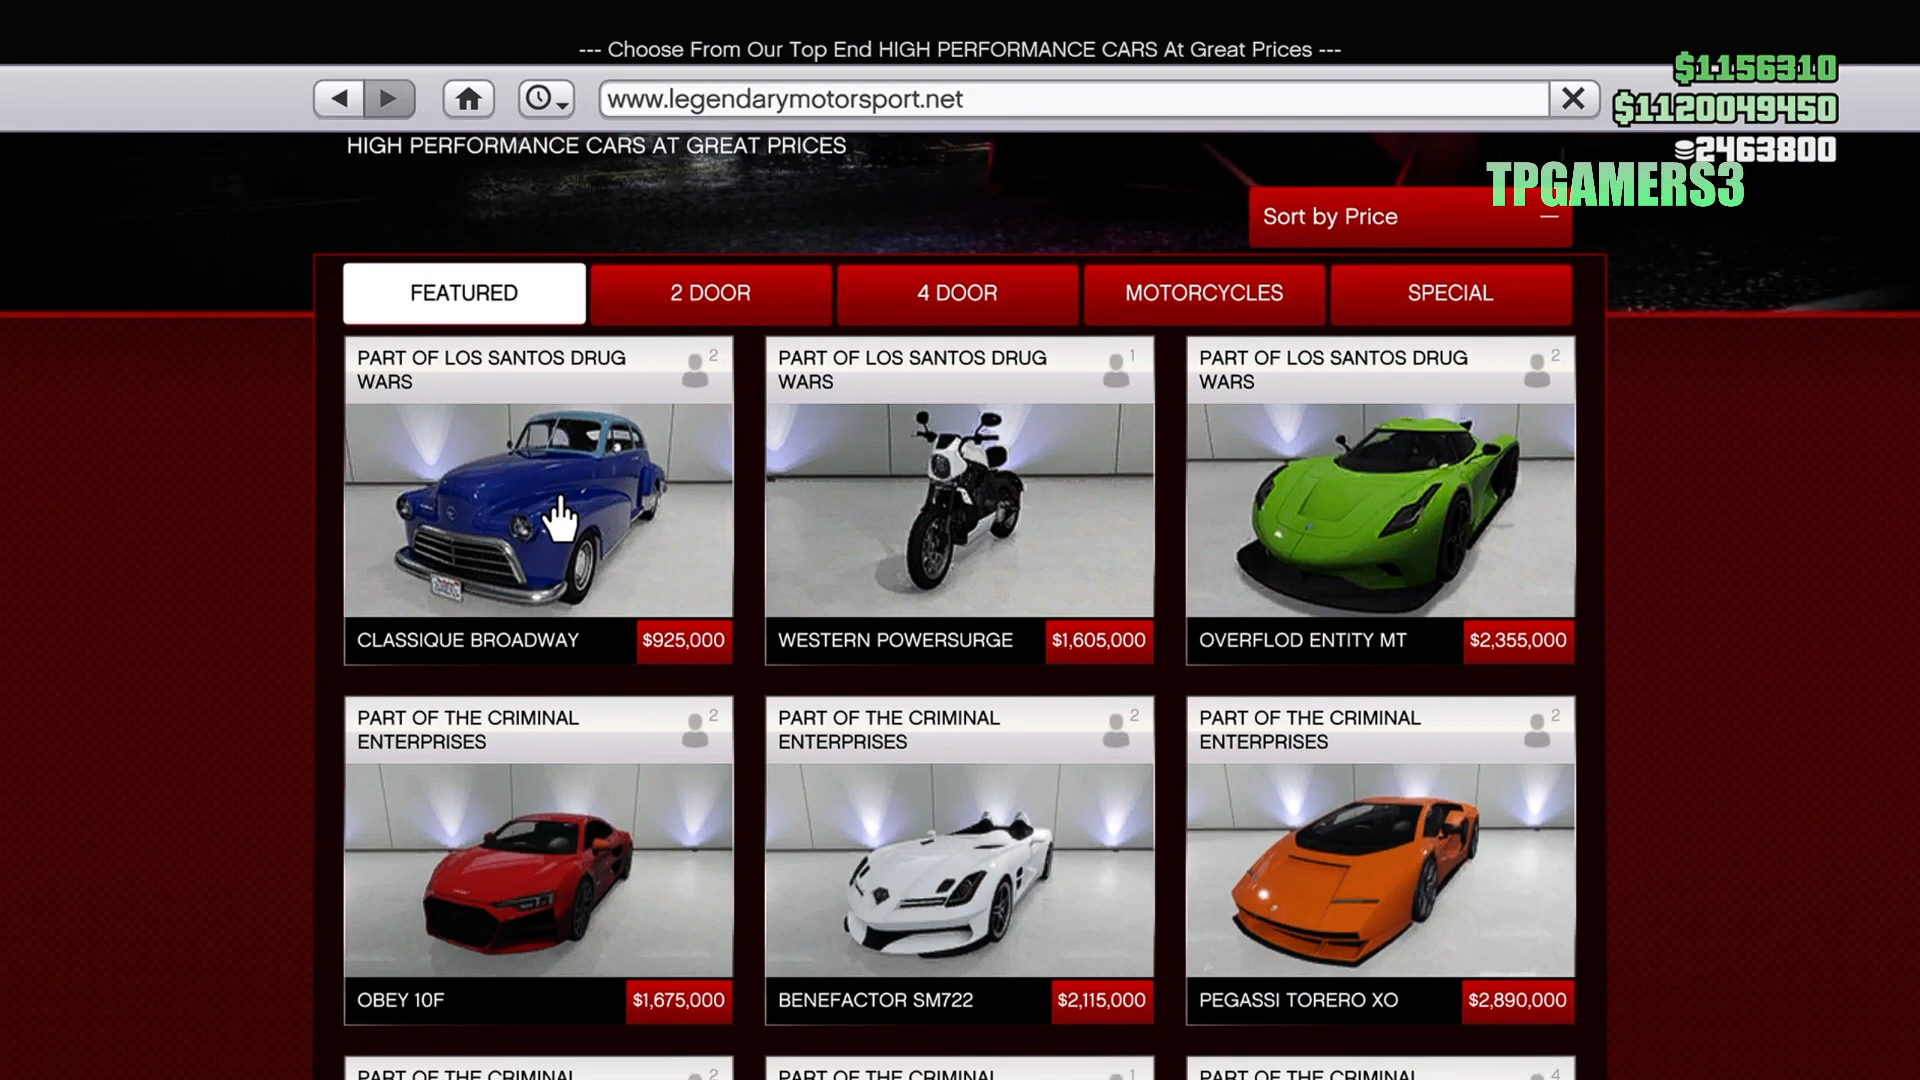 --- Choose From Our Top End HIGH PERFORMANCE CARS At Great Prices ---
$1156310
www.legendarymotorsport.net
$1120049450
HIGH PERFORMANCE CARS AT GREAT PRICES
2463800
TPGAMERS3
Sort by Price
FEATURED
2 DOOR
4 DOOR
MOTORCYCLES
SPECIAL
PART OF LOS SANTOS DRUG
WARS
2
PART OF LOS SANTOS DRUG
WARS
1
PART OF LOS SANTOS DRUG
WARS
2
CLASSIQUE BROADWAY
$925,000
WESTERN POWERSURGE
$1,605,000
OVERFLOD ENTITY MT
$2,355,000
PART OF THE CRIMINAL
ENTERPRISES
2
PART OF THE CRIMINAL
ENTERPRISES
2
PART OF THE CRIMINAL
ENTERPRISES
2
OBEY 10F
$1,675,000
BENEFACTOR SM722
$2,115,000
PEGASSI TORERO XO
$2,890,000
PART OF THE CRIMINAL
2
PART OF THE CRIMINAL
1
PART OF THE CRIMINAL
4